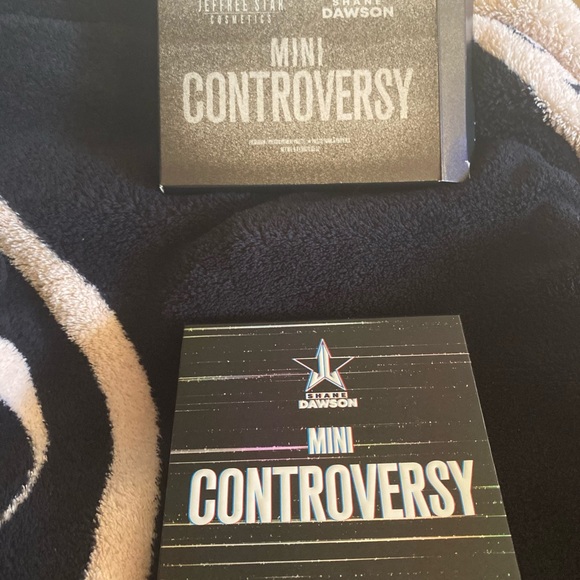 JEFFREE STAR
COSMETICS
SHANE
DAWSON
MINI
CONTROVERSY
SHANE
DAWSON
MINI
CONTROVERSY